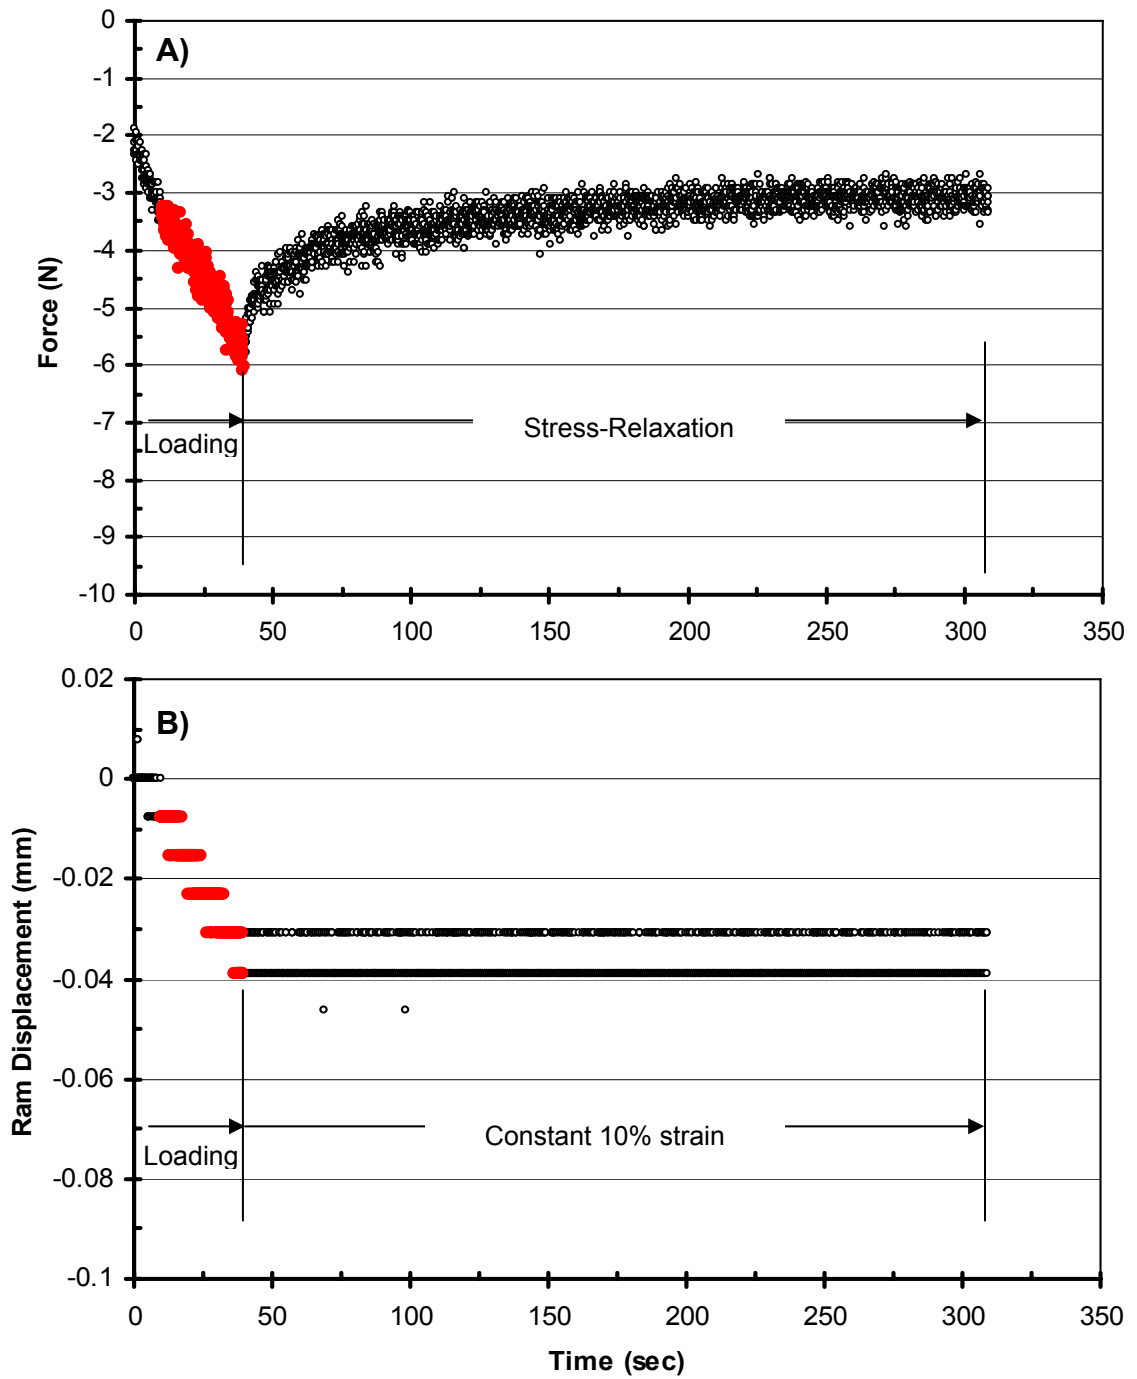 0
A)
-1
-2
-3
-4
-5
-6
-7
-8
-9
-10
Force (N)
Loading
Stress-Relaxation
0 50 100 150 200 250 300 350
0.02
B)
0
-0.02
-0.04
-0.06
-0.08
-0.1
Ram Displacement (mm)
Loading
Constant 10% strain
0 50 100 150 200 250 300 350
Time (sec)